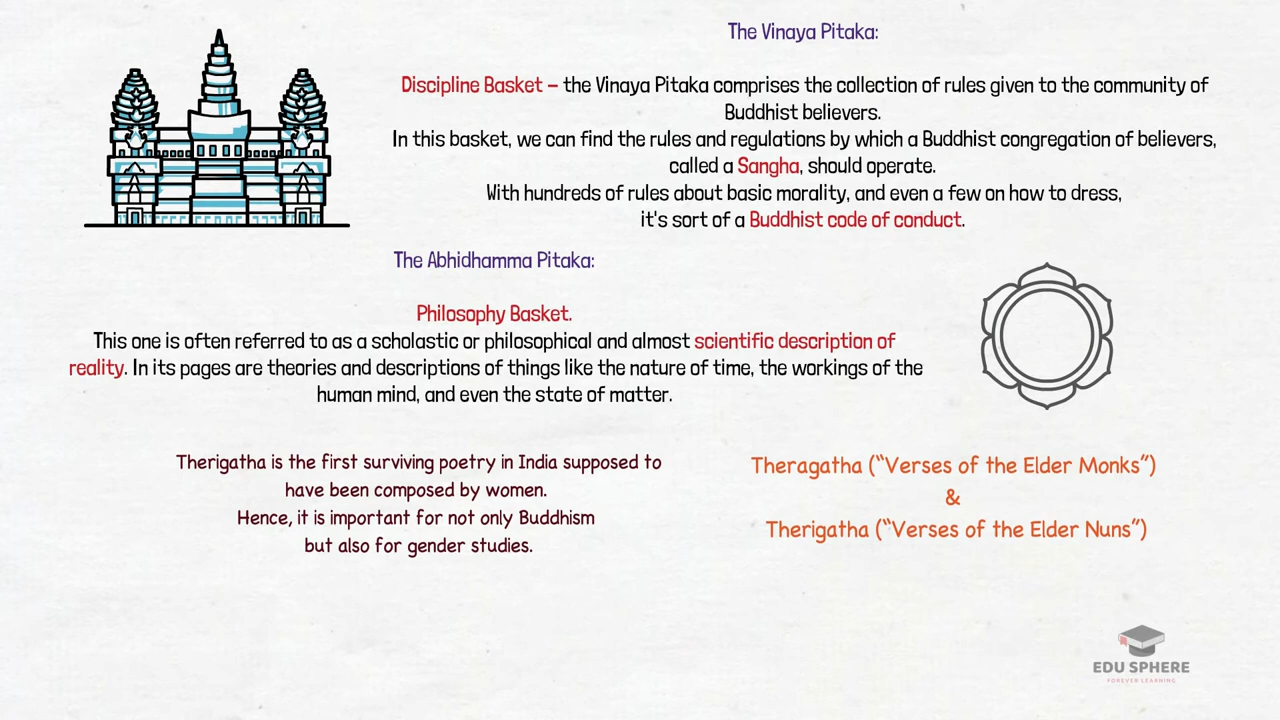 The Vinaya Pitaka:
Discipline Basket – the Vinaya Pitaka comprises the collection of rules given to the community of
Buddhist believers.
In this basket, we can find the rules and regulations by which a Buddhist congregation of believers,
called a Sangha, should operate.
With hundreds of rules about basic morality, and even a few on how to dress,
it's sort of a Buddhist code of conduct.
The Abhidhamma Pitaka:
Philosophy Basket.
This one is often referred to as a scholastic or philosophical and almost scientific description of
reality. In its pages are theories and descriptions of things like the nature of time, the workings of the
human mind, and even the state of matter.
Therigatha is the first surviving poetry in India supposed to
have been composed by women.
Hence, it is important for not only Buddhism
but also for gender studies.
Theragatha (“Verses of the Elder Monks”)
&
Therigatha (“Verses of the Elder Nuns”)
EDU SPHERE
FOREVER LEARNING